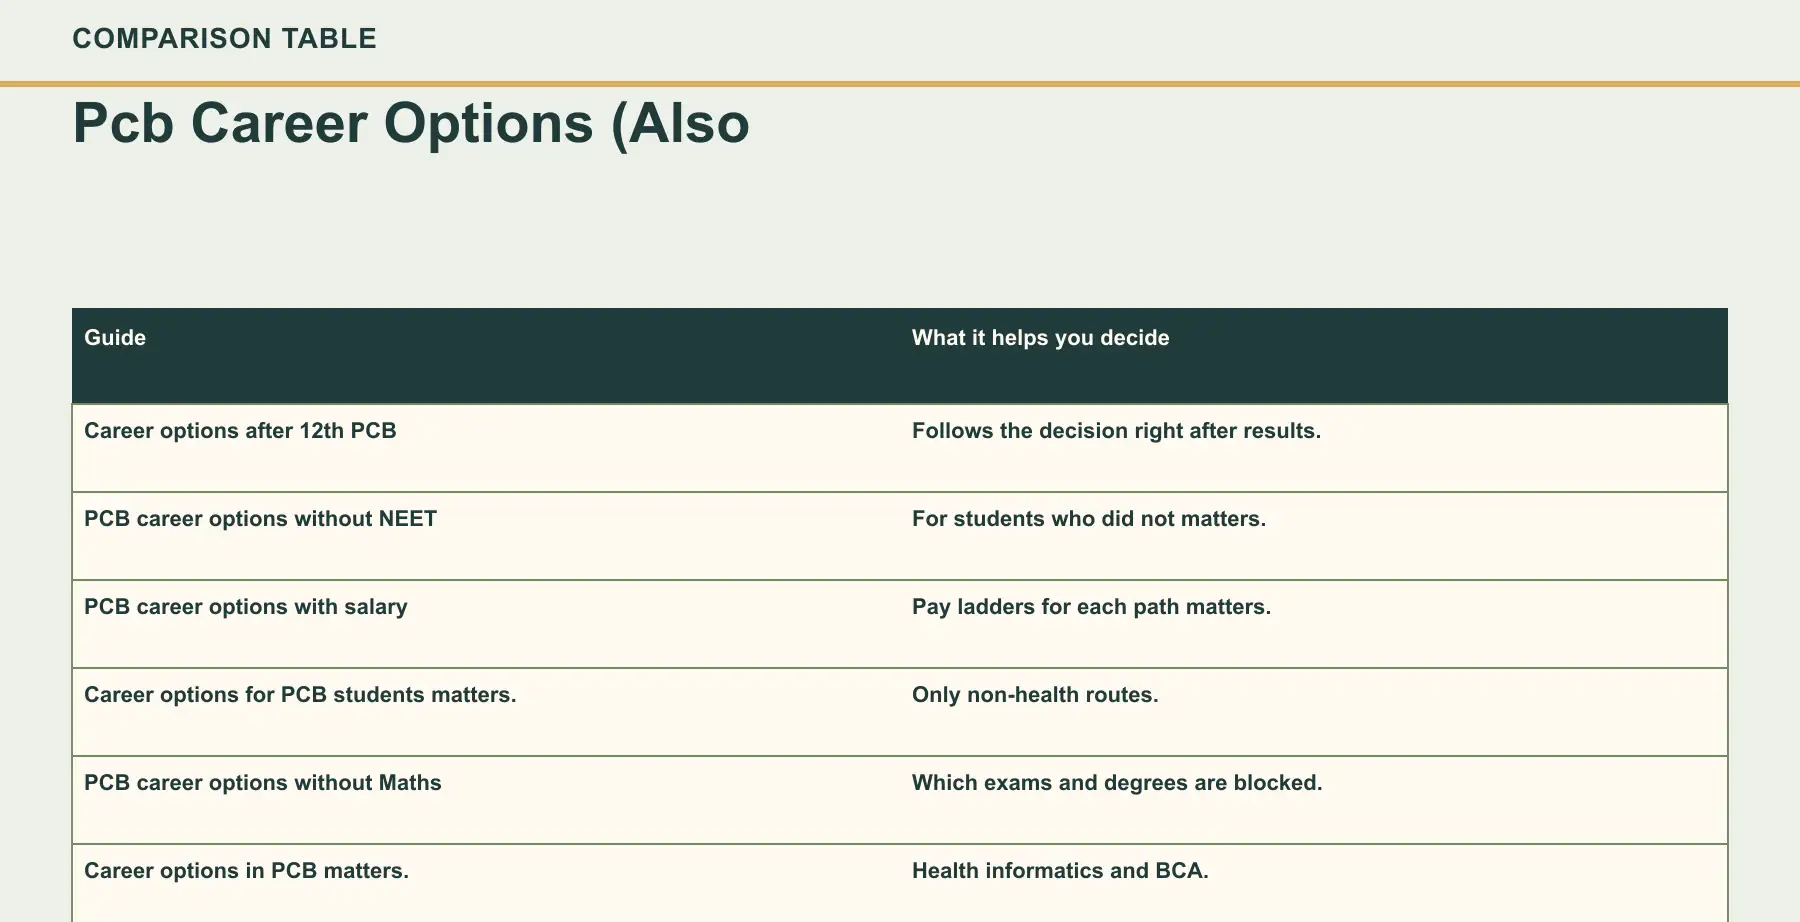 COMPARISON TABLE
Pcb Career Options (Also
Guide What it helps you decide
Career options after 12th PCB Follows the decision right after results.
PCB career options without NEET For students who did not matters.
PCB career options with salary Pay ladders for each path matters.
Career options for PCB students matters. Only non-health routes.
PCB career options without Maths Which exams and degrees are blocked.
Career options in PCB matters. Health informatics and BCA.